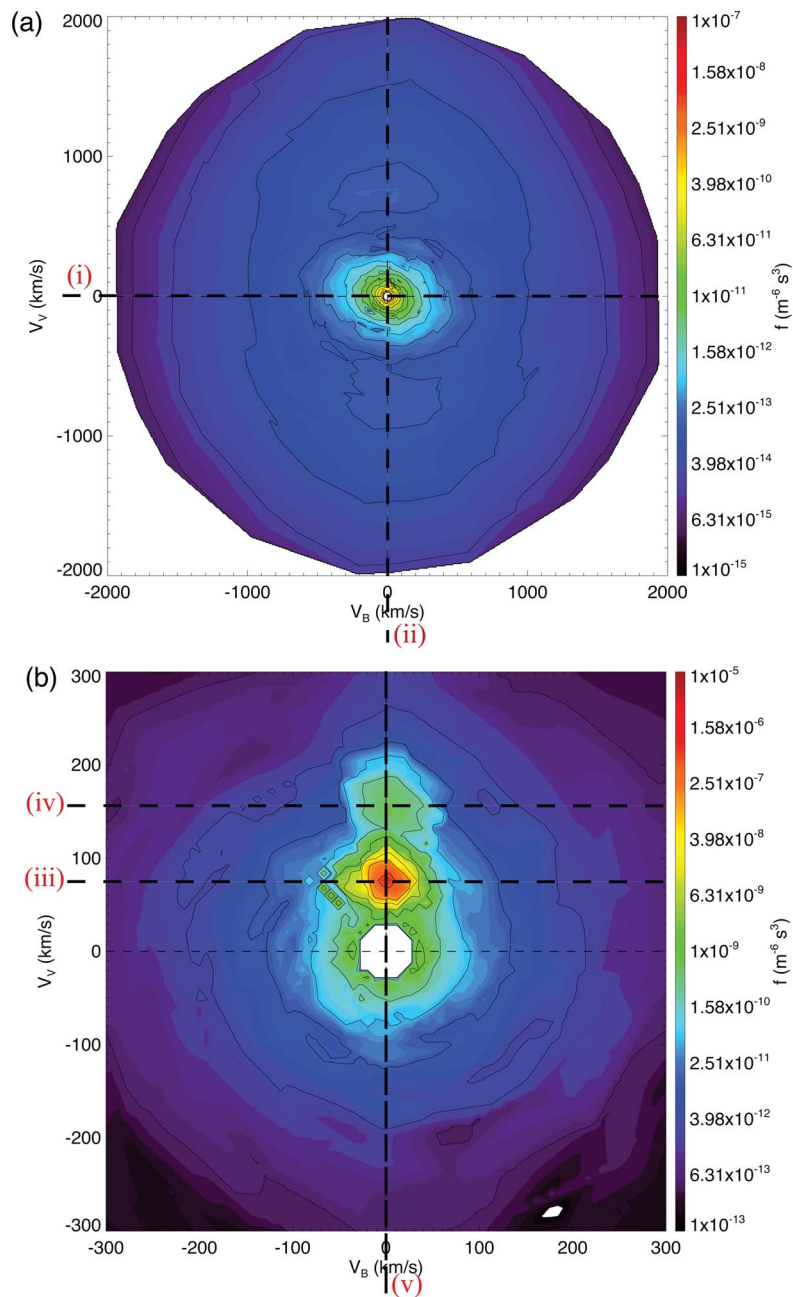 (a)
2000
1000
0
-1000
-2000
V_V (km/s)
(i)
-2000
-1000
0
1000
2000
V_B (km/s)
(ii)
1x10^-7
1.58x10^-8
2.51x10^-9
3.98x10^-10
6.31x10^-11
1x10^-11
1.58x10^-12
2.51x10^-13
3.98x10^-14
6.31x10^-15
1x10^-15
f (m^-6 s^3)
(b)
300
200
100
0
-100
-200
-300
V_V (km/s)
(iv)
(iii)
-300
-200
-100
0
100
200
300
V_B (km/s)
(v)
1x10^-5
1.58x10^-6
2.51x10^-7
3.98x10^-8
6.31x10^-9
1x10^-9
1.58x10^-10
2.51x10^-11
3.98x10^-12
6.31x10^-13
1x10^-13
f (m^-6 s^3)